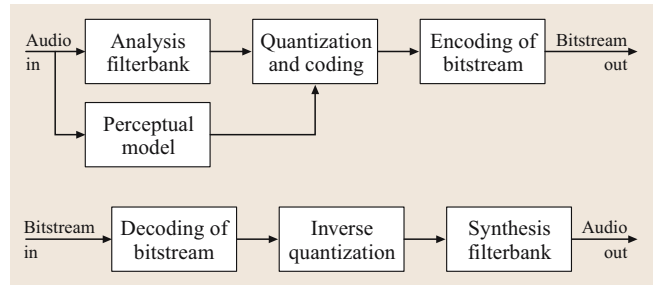 Audio
in
Analysis
filterbank
Quantization
and coding
Encoding of
bitstream
Bitstream
out
Perceptual
model
Bitstream
in
Decoding of
bitstream
Inverse
quantization
Synthesis
filterbank
Audio
out